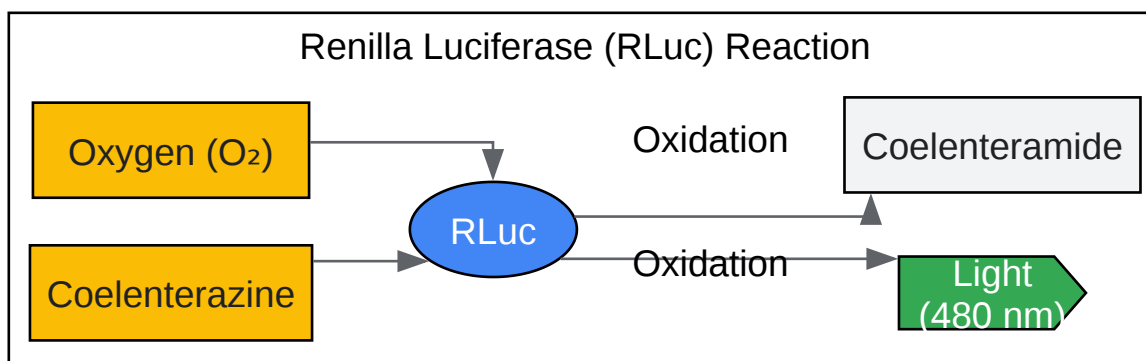 Renilla Luciferase (RLuc) Reaction
Oxygen (O₂)
Oxidation
Coelenteramide
RLuc
Coelenterazine
Oxidation
Light
(480 nm)